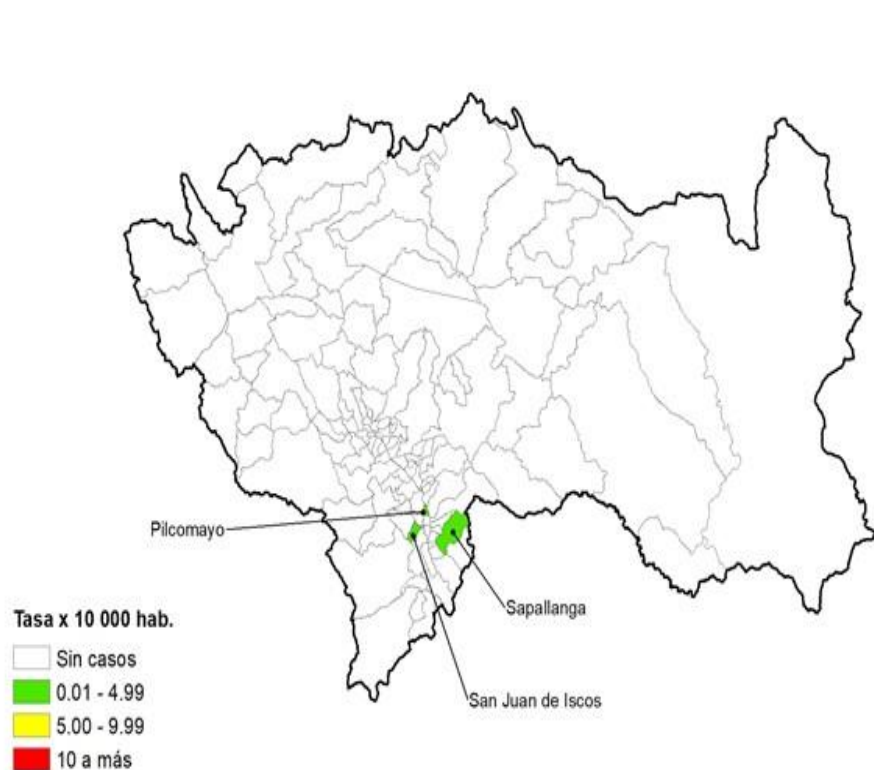 Pilcomayo
Sapallanga
San Juan de Iscos
Tasa x 10 000 hab.
Sin casos
0.01 - 4.99
5.00 - 9.99
10 a más